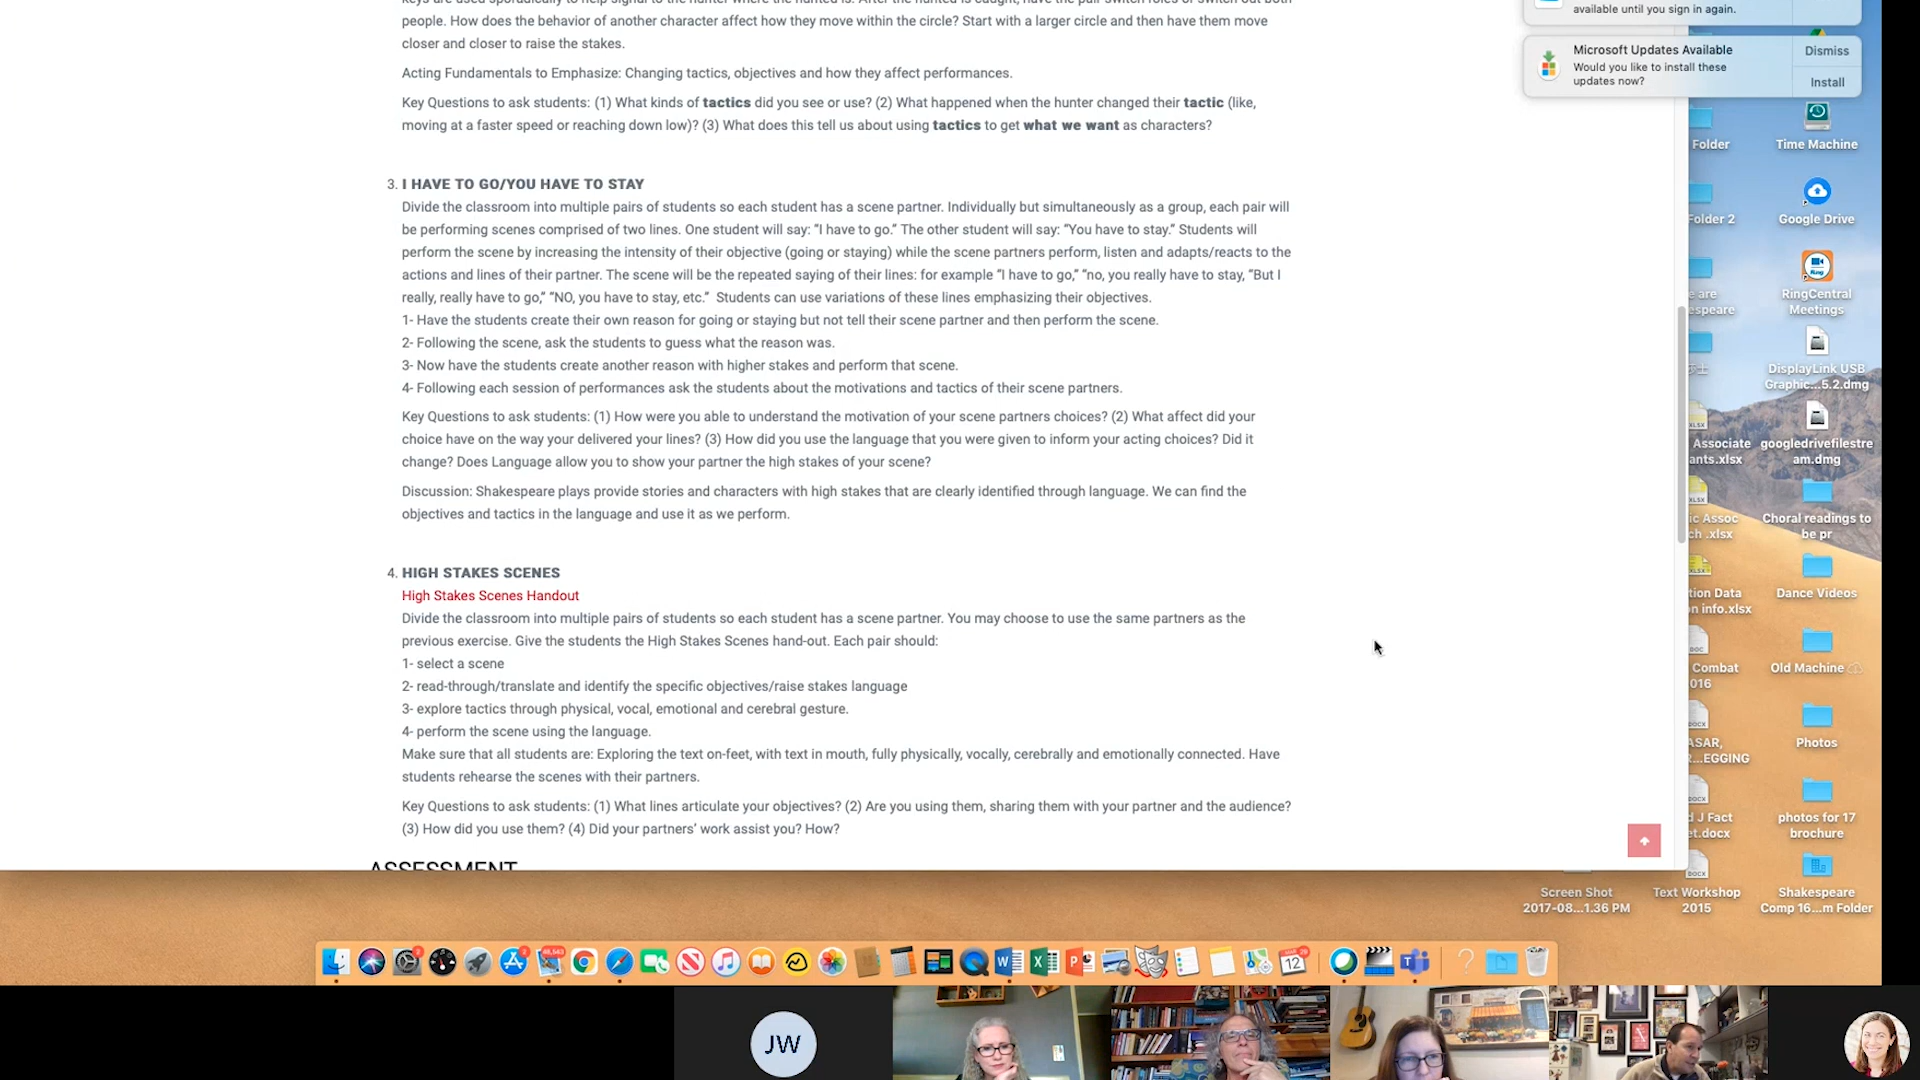 people. How does the behavior of another character affect how they move within the circle? Start with a larger circle and then have them move
closer and closer to raise the stakes.
Acting Fundamentals to Emphasize: Changing tactics, objectives and how they affect performances.
Key Questions to ask students: (1) What kinds of tactics did you see or use? (2) What happened when the hunter changed their tactic (like,
moving at a faster speed or reaching down low)? (3) What does this tell us about using tactics to get what we want as characters?
3. I HAVE TO GO/YOU HAVE TO STAY
Divide the classroom into multiple pairs of students so each student has a scene partner. Individually but simultaneously as a group, each pair will
be performing scenes comprised of two lines. One student will say: “I have to go.” The other student will say: “You have to stay.” Students will
perform the scene by increasing the intensity of their objective (going or staying) while the scene partners perform, listen and adapts/reacts to the
actions and lines of their partner. The scene will be the repeated saying of their lines: for example “I have to go,” “no, you really have to stay, “But I
really, really have to go,” “NO, you have to stay, etc.” Students can use variations of these lines emphasizing their objectives.
1- Have the students create their own reason for going or staying but not tell their scene partner and then perform the scene.
2- Following the scene, ask the students to guess what the reason was.
3- Now have the students create another reason with higher stakes and perform that scene.
4- Following each session of performances ask the students about the motivations and tactics of their scene partners.
Key Questions to ask students: (1) How were you able to understand the motivation of your scene partners choices? (2) What affect did your
choice have on the way your delivered your lines? (3) How did you use the language that you were given to inform your acting choices? Did it
change? Does Language allow you to show your partner the high stakes of your scene?
Discussion: Shakespeare plays provide stories and characters with high stakes that are clearly identified through language. We can find the
objectives and tactics in the language and use it as we perform.
4. HIGH STAKES SCENES
High Stakes Scenes Handout
Divide the classroom into multiple pairs of students so each student has a scene partner. You may choose to use the same partners as the
previous exercise. Give the students the High Stakes Scenes hand-out. Each pair should:
1- select a scene
2- read-through/translate and identify the specific objectives/raise stakes language
3- explore tactics through physical, vocal, emotional and cerebral gesture.
4- perform the scene using the language.
Make sure that all students are: Exploring the text on-feet, with text in mouth, fully physically, vocally, cerebrally and emotionally connected. Have
students rehearse the scenes with their partners.
Key Questions to ask students: (1) What lines articulate your objectives? (2) Are you using them, sharing them with your partner and the audience?
(3) How did you use them? (4) Did your partners’ work assist you? How?
ASSESSMENT
available until you sign in again.
Microsoft Updates Available
Would you like to install these
updates now?
Dismiss
Install
Folder
Time Machine
Folder 2
Google Drive
e are
espeare
RingCentral
Meetings
DisplayLink USB
Graphic...5.2.dmg
Associate
ants.xlsx
googledrivefilestre
am.dmg
ic Assoc
ch .xlsx
Choral readings to
be pr
tion Data
on info.xlsx
Dance Videos
Combat
016
Old Machine
ASAR,
R...EGGING
Photos
d J Fact
et.docx
photos for 17
brochure
Screen Shot
2017-08...1.36 PM
Text Workshop
2015
Shakespeare
Comp 16...m Folder
12
JW